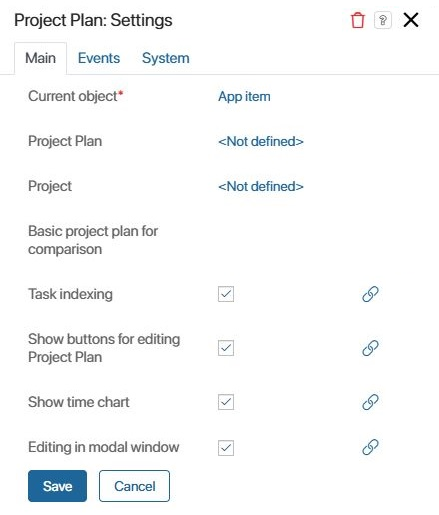 Project Plan: Settings ?
Main Events System
Current object* App item
Project Plan <Not defined>
Project <Not defined>
Basic project plan for
comparison
Task indexing
Show buttons for editing
Project Plan
Show time chart
Editing in modal window
Save Cancel